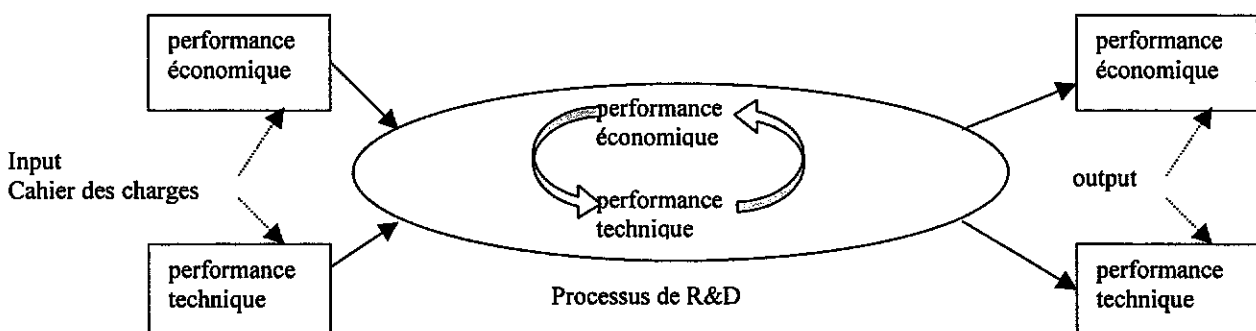 performance
économique
performance
économique
performance
économique
Input
Cahier des charges
output
performance
technique
performance
technique
performance
technique
Processus de R&D